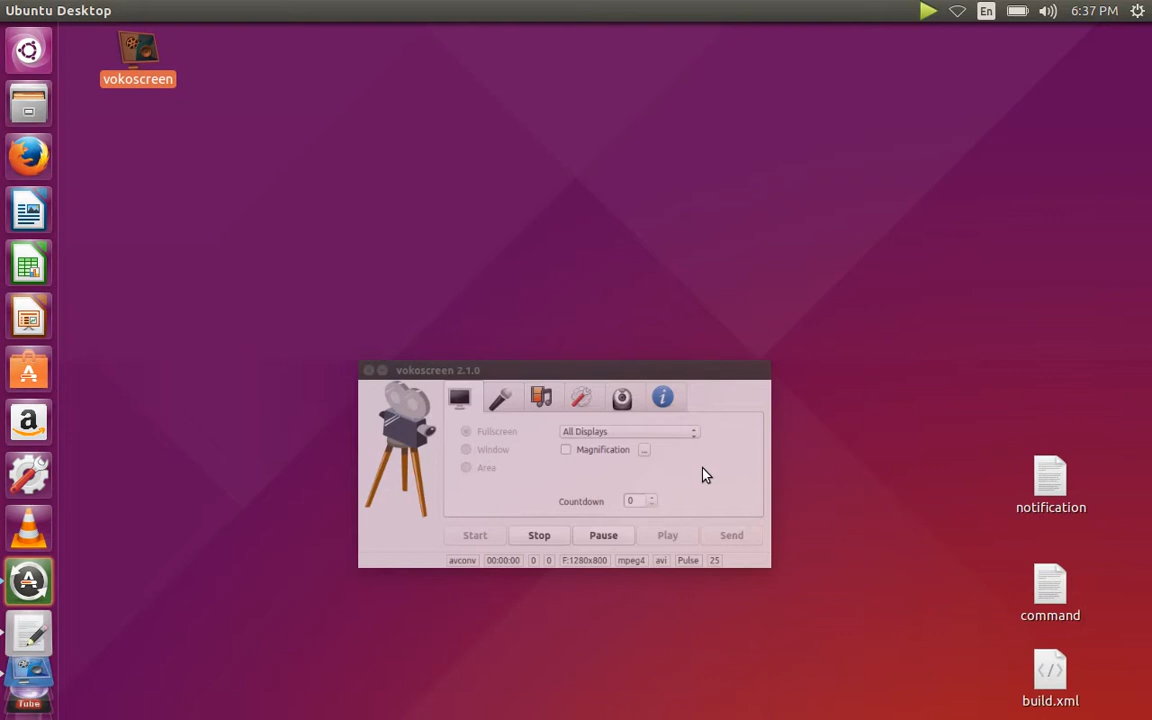 Ubuntu Desktop
En
6:37 PM
vokoscreen
vokoscreen 2.1.0
Fullscreen
All Displays
Window
Magnification
...
Area
Countdown
0
Start
Stop
Pause
Play
Send
avconv
00:00:00
0
0
F:1280x800
mpeg4
avi
Pulse
25
notification
command
build.xml
Tube